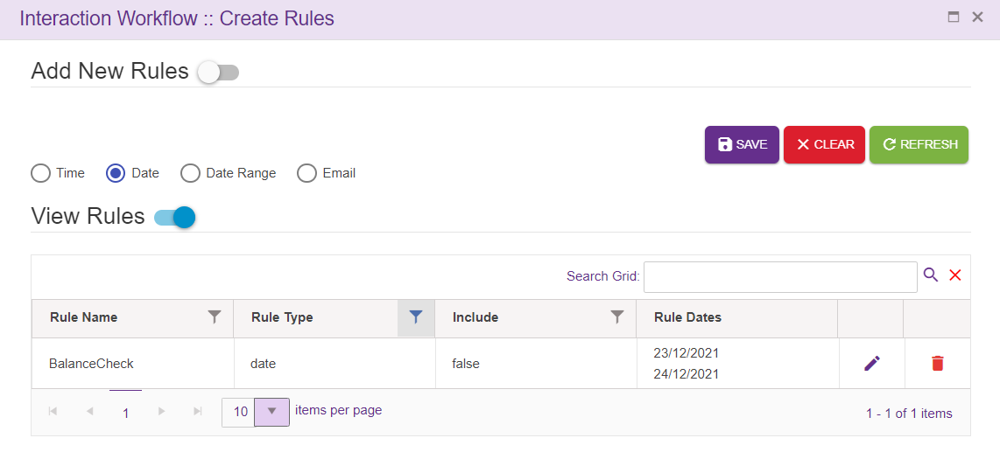 Interaction Workflow :: Create Rules
Add New Rules
SAVE CLEAR REFRESH
Time Date Date Range Email
View Rules
Search Grid:
Rule Name Rule Type Include Rule Dates
BalanceCheck date false 23/12/2021
24/12/2021
1 10 items per page 1 - 1 of 1 items